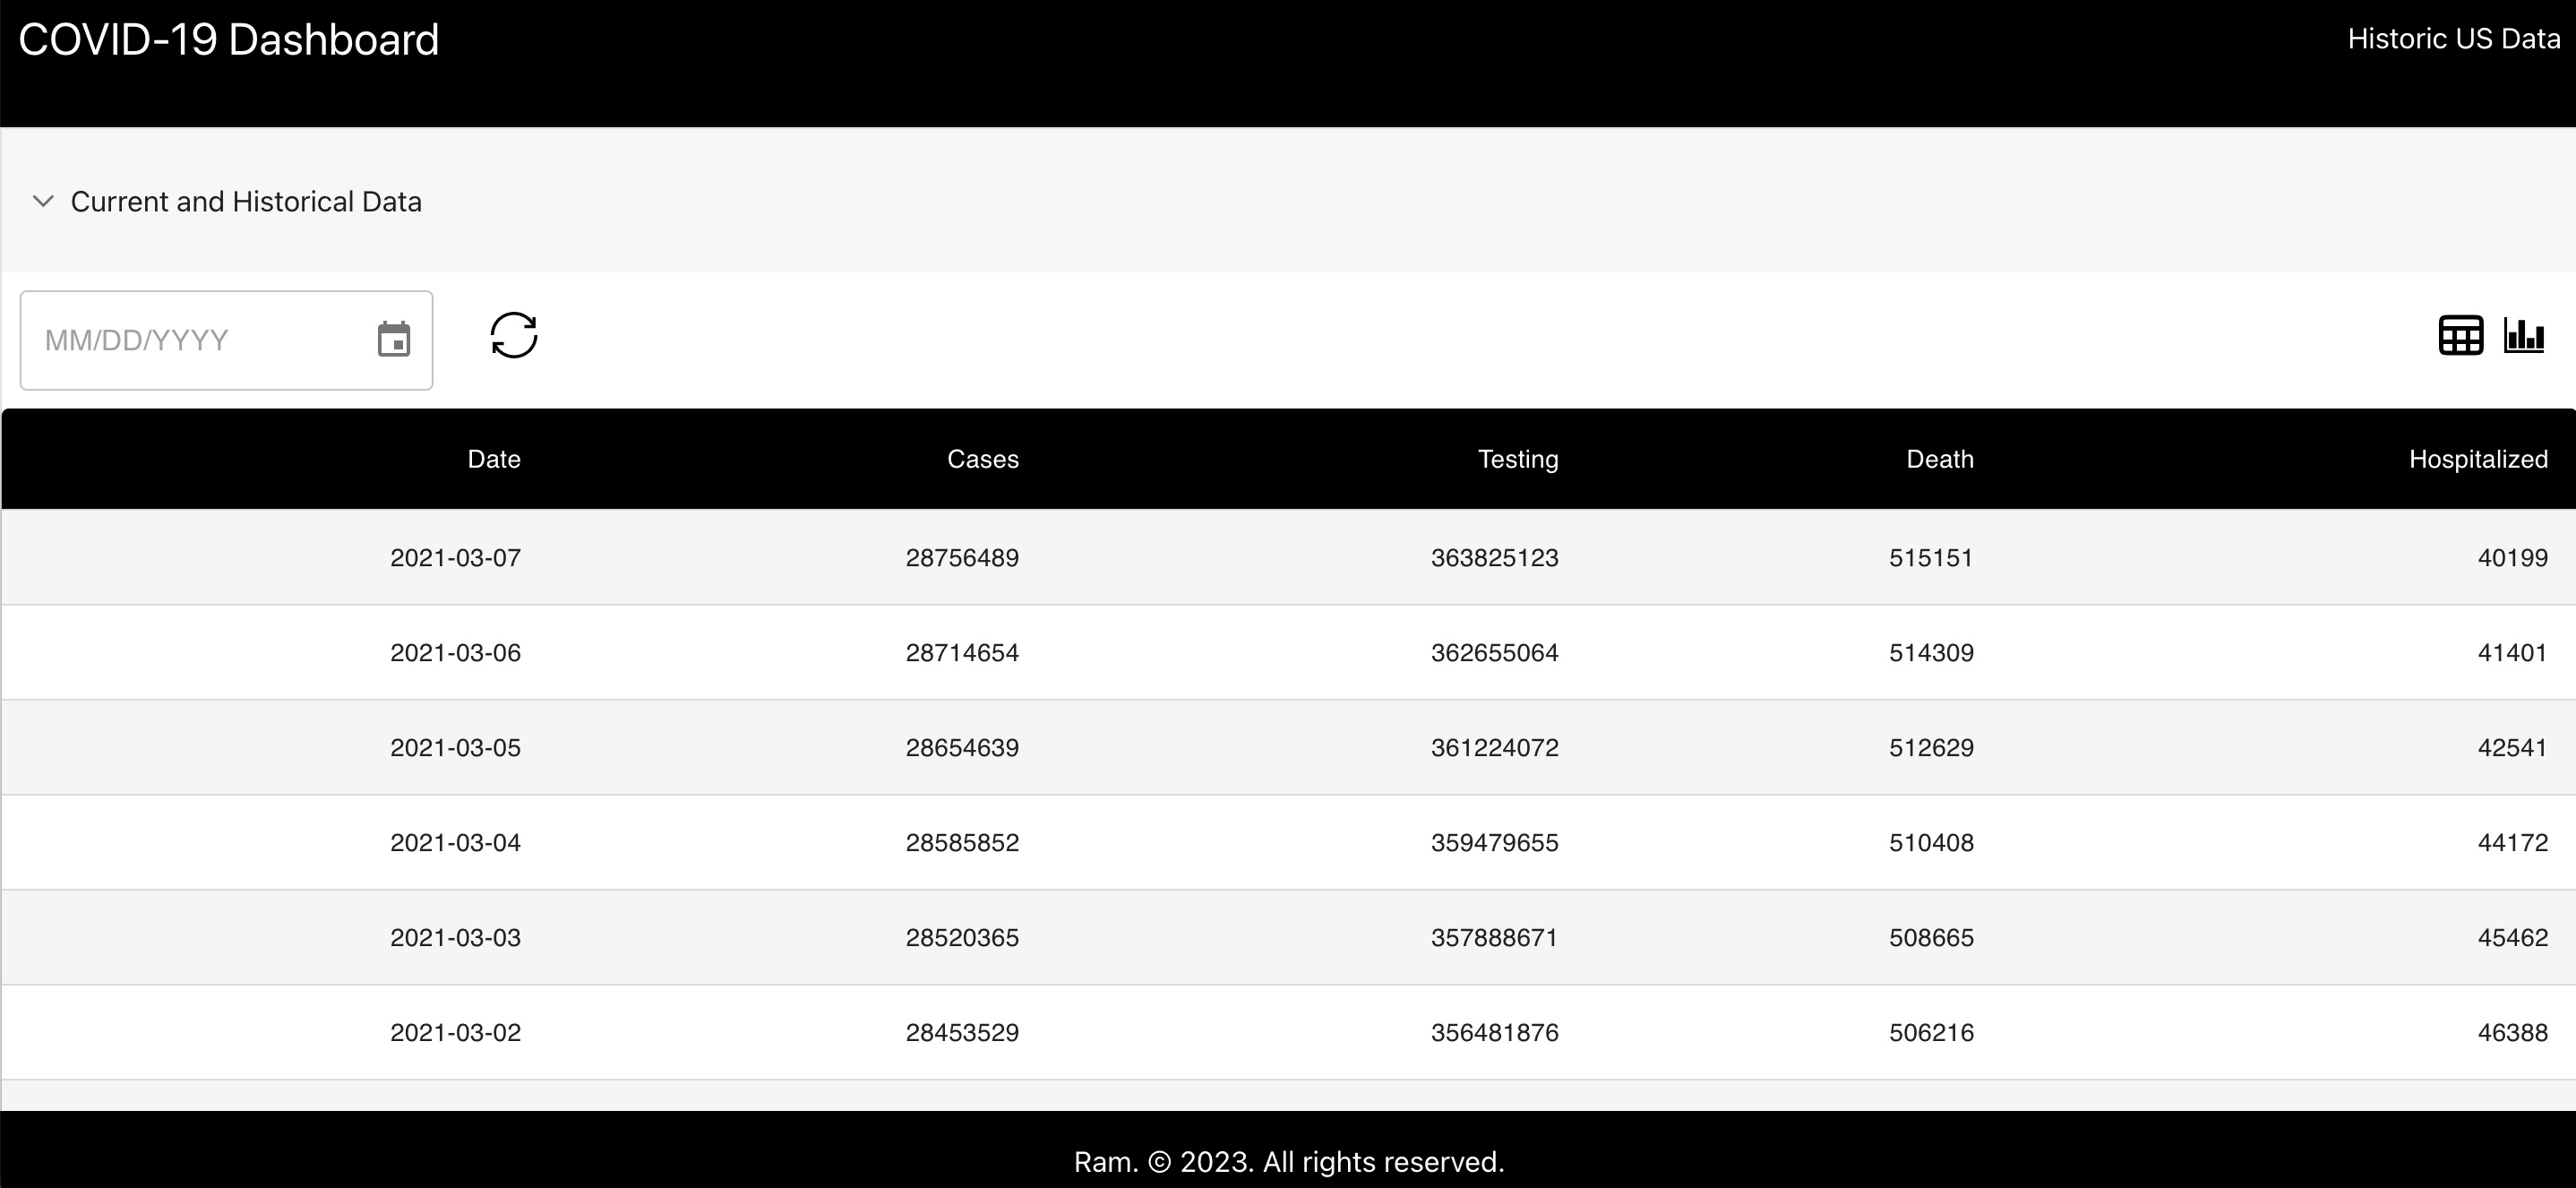 COVID-19 Dashboard Historic US Data
Current and Historical Data
MM/DD/YYYY
Date Cases Testing Death Hospitalized
2021-03-07 28756489 363825123 515151 40199
2021-03-06 28714654 362655064 514309 41401
2021-03-05 28654639 361224072 512629 42541
2021-03-04 28585852 359479655 510408 44172
2021-03-03 28520365 357888671 508665 45462
2021-03-02 28453529 356481876 506216 46388
Ram. © 2023. All rights reserved.